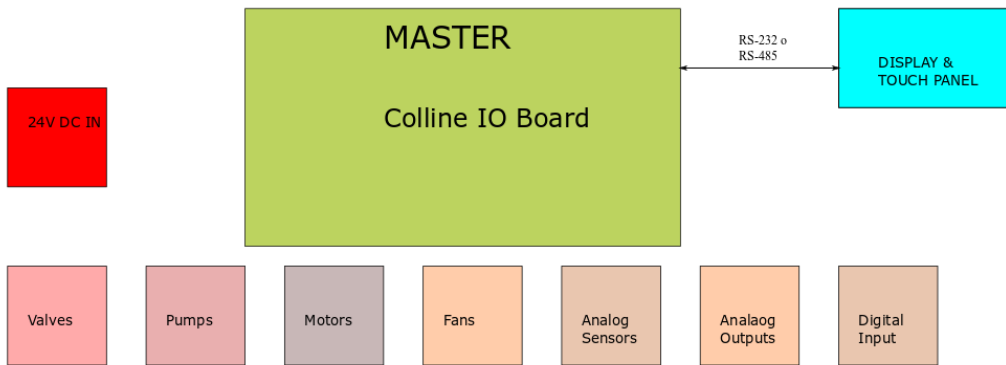 MASTER
Colline IO Board
RS-232 o
RS-485
DISPLAY &
TOUCH PANEL
24V DC IN
Valves
Pumps
Motors
Fans
Analog
Sensors
Analaog
Outputs
Digital
Input